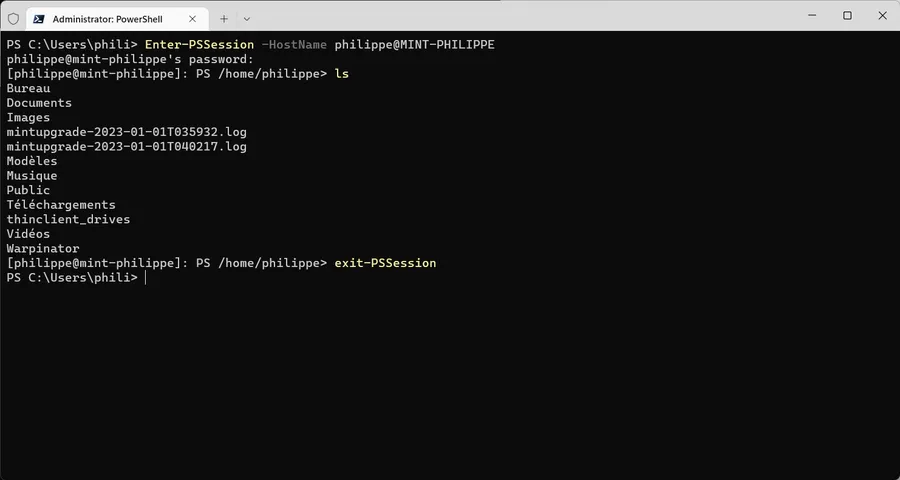 Administrator: PowerShell
PS C:\Users\phili> Enter-PSSession -HostName philippe@MINT-PHILIPPE
philippe@mint-philippe's password:
[philippe@mint-philippe]: PS /home/philippe> ls
Bureau
Documents
Images
mintupgrade-2023-01-01T035932.log
mintupgrade-2023-01-01T040217.log
Modèles
Musique
Public
Téléchargements
thinclient_drives
Vidéos
Warpinator
[philippe@mint-philippe]: PS /home/philippe> exit-PSSession
PS C:\Users\phili>